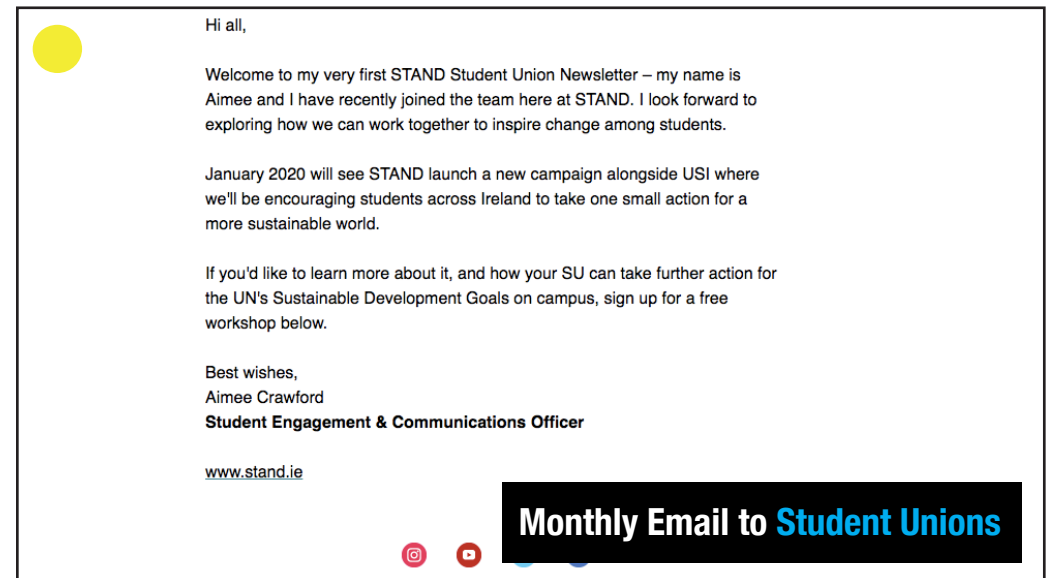 Hi all,
Welcome to my very first STAND Student Union Newsletter – my name is
Aimee and I have recently joined the team here at STAND. I look forward to
exploring how we can work together to inspire change among students.
January 2020 will see STAND launch a new campaign alongside USI where
we'll be encouraging students across Ireland to take one small action for a
more sustainable world.
If you'd like to learn more about it, and how your SU can take further action for
the UN's Sustainable Development Goals on campus, sign up for a free
workshop below.
Best wishes,
Aimee Crawford
Student Engagement & Communications Officer
www.stand.ie
Monthly Email to Student Unions